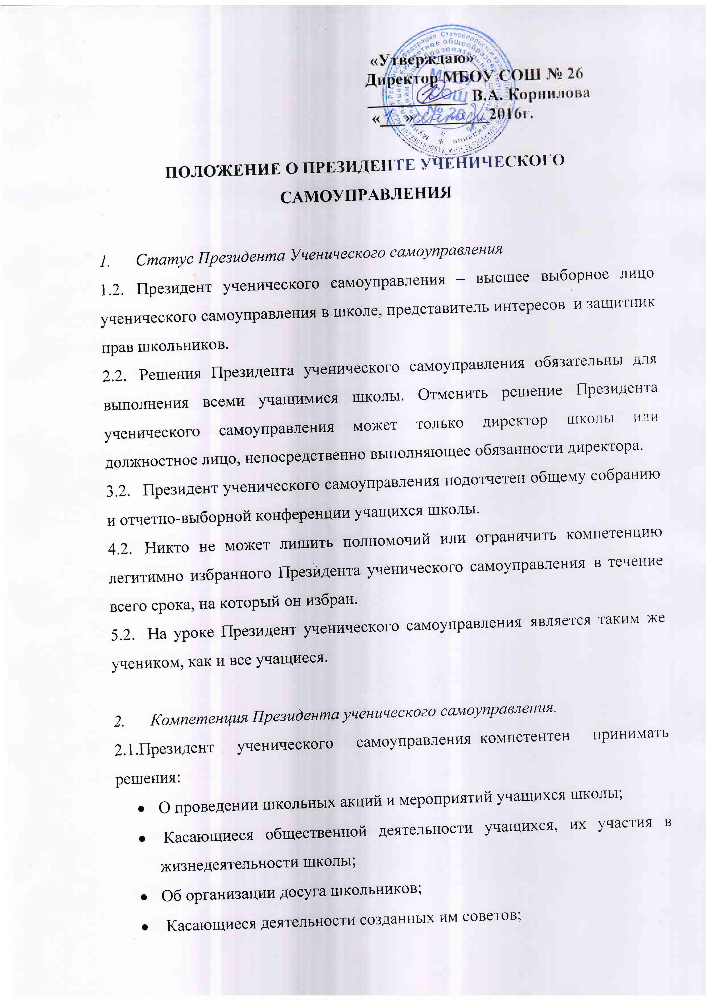 «Утверждаю»
Директор МБОУ СОШ № 26
____________ В.А. Корнилова
« 1 » сентября 2016г.
МБОУ
СОШ
№ 26
ПОЛОЖЕНИЕ О ПРЕЗИДЕНТЕ УЧЕНИЧЕСКОГО
САМОУПРАВЛЕНИЯ
1. Статус Президента Ученического самоуправления
1.2. Президент ученического самоуправления – высшее выборное лицо
ученического самоуправления в школе, представитель интересов и защитник
прав школьников.
2.2. Решения Президента ученического самоуправления обязательны для
выполнения всеми учащимися школы. Отменить решение Президента
ученического самоуправления может только директор школы или
должностное лицо, непосредственно выполняющее обязанности директора.
3.2. Президент ученического самоуправления подотчетен общему собранию
и отчетно-выборной конференции учащихся школы.
4.2. Никто не может лишить полномочий или ограничить компетенцию
легитимно избранного Президента ученического самоуправления в течение
всего срока, на который он избран.
5.2. На уроке Президент ученического самоуправления является таким же
учеником, как и все учащиеся.
2. Компетенция Президента ученического самоуправления.
2.1.Президент ученического самоуправления компетентен принимать
решения:
• О проведении школьных акций и мероприятий учащихся школы;
• Касающиеся общественной деятельности учащихся, их участия в
жизнедеятельности школы;
• Об организации досуга школьников;
• Касающиеся деятельности созданных им советов;